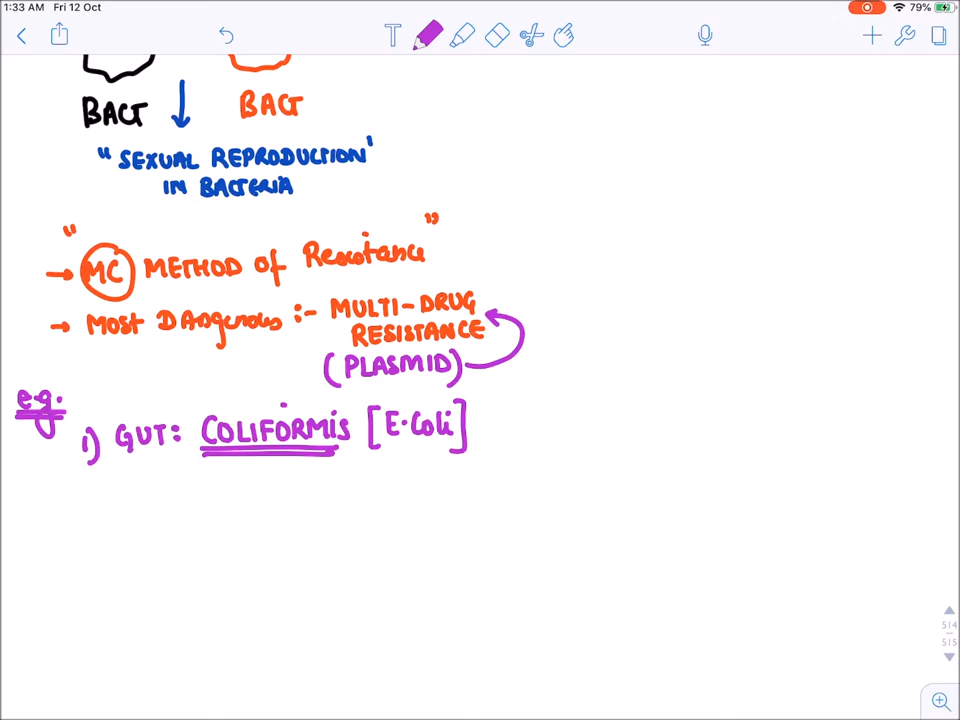 1:33 AM Fri 12 Oct
79%
T
BACT BACT
"SEXUAL REPRODUCTION'
IN BACTERIA
" "
→ MC METHOD of Resistance
→ MOST DANgerous :- MULTI-DRUG
RESISTANCE
(PLASMID)
e.g.
i) GUT: COLIFORMiS [E.Coli]
514
515